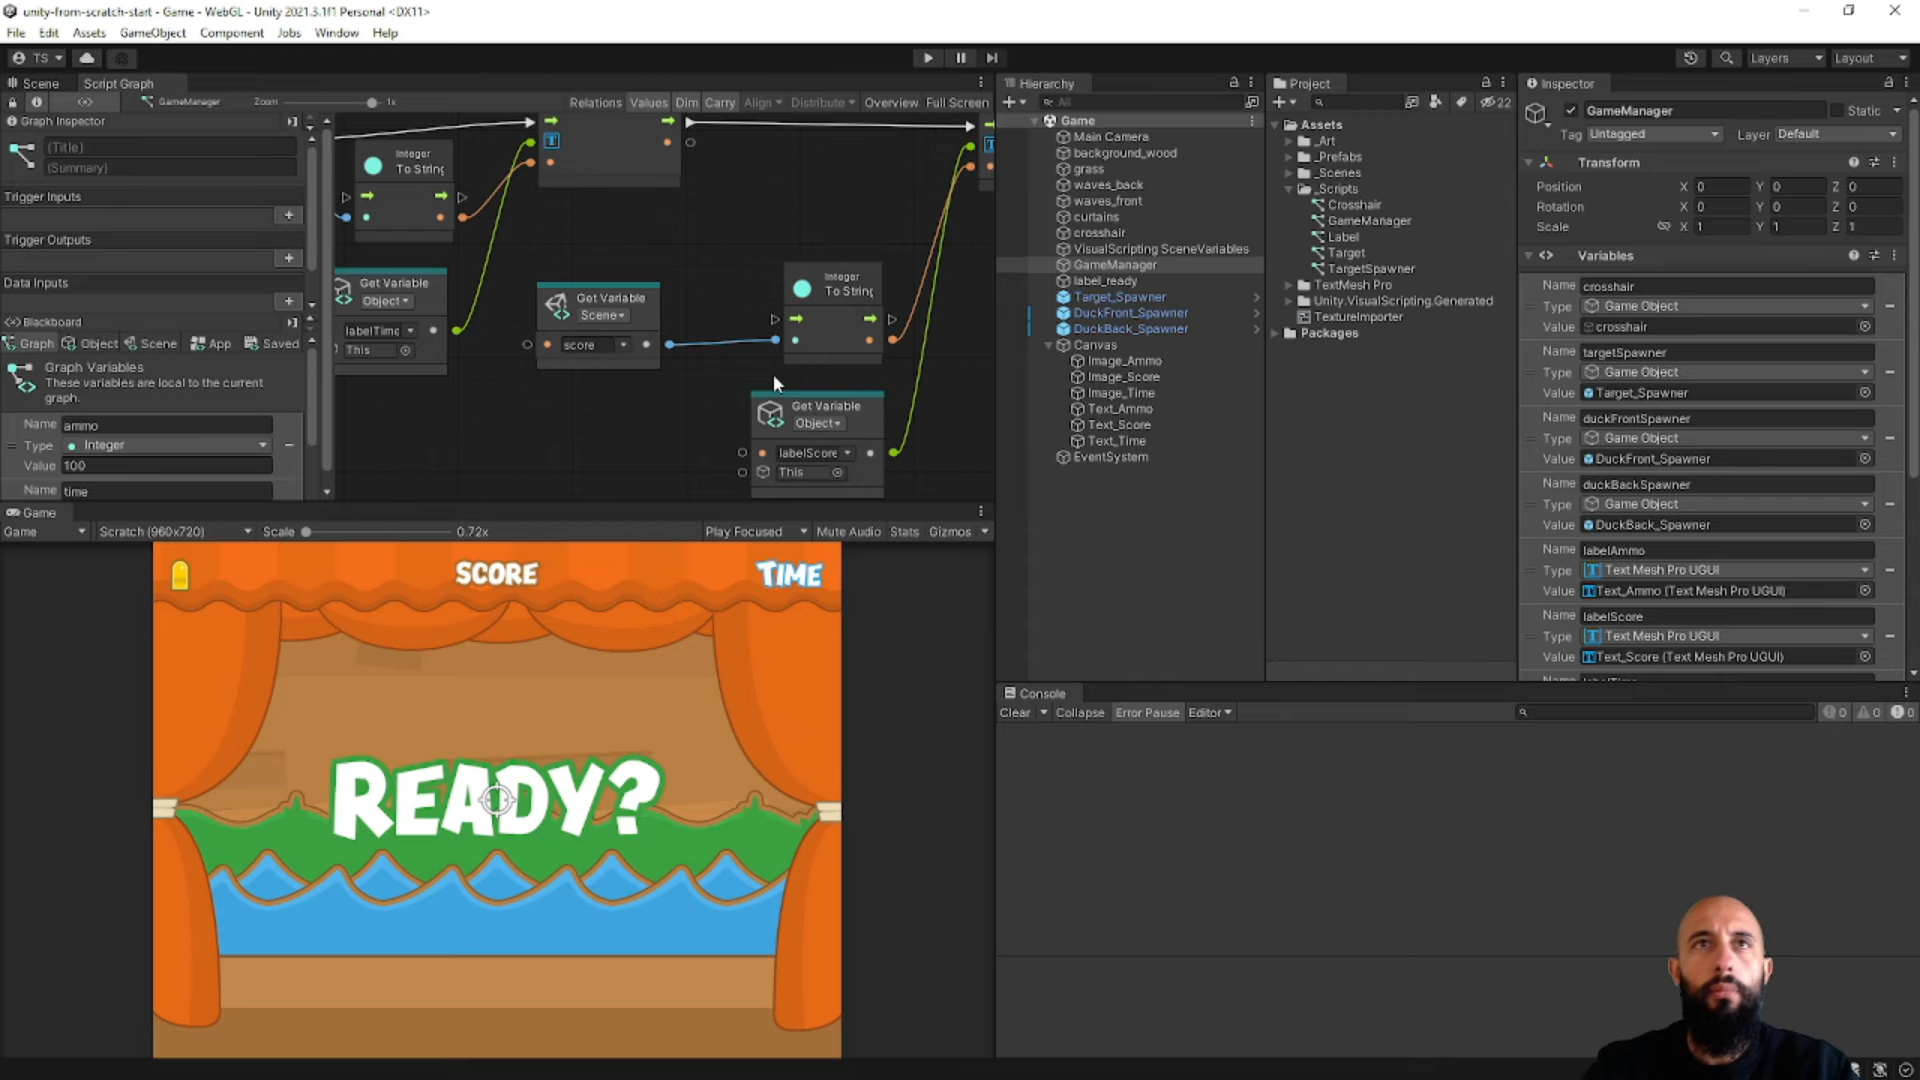 unity-from-scratch-start - Game - WebGL - Unity 2021.3.1f1 Personal <DX11>
File Edit Assets GameObject Component Jobs Window Help
TS Layers Layout
Scene Script Graph
GameManager Zoom 1x Relations Values Dim Carry Align Distribute Overview Full Screen
Graph Inspector
(Title)
(Summary)
Trigger Inputs
Trigger Outputs
Data Inputs
Blackboard
Graph Object Scene App Saved
Graph Variables
These variables are local to the current
graph.
Name ammo
Type Integer
Value 100
Name time
Integer
To String
Get Variable
Object
labelTime
This
Get Variable
Scene
score
Integer
To String
Get Variable
Object
labelScore
This
Game
Game Scratch (960x720) Scale 0.72x Play Focused Mute Audio Stats Gizmos
SCORE
TIME
READY?
Hierarchy
All
Game
Main Camera
background_wood
grass
waves_back
waves_front
curtains
crosshair
VisualScripting SceneVariables
GameManager
label_ready
Target_Spawner
DuckFront_Spawner
DuckBack_Spawner
Canvas
Image_Ammo
Image_Score
Image_Time
Text_Ammo
Text_Score
Text_Time
EventSystem
Project
22
Assets
_Art
_Prefabs
_Scenes
_Scripts
Crosshair
GameManager
Label
Target
TargetSpawner
TextMesh Pro
Unity.VisualScripting.Generated
TextureImporter
Packages
Inspector
GameManager Static
Tag Untagged Layer Default
Transform
Position X 0 Y 0 Z 0
Rotation X 0 Y 0 Z 0
Scale X 1 Y 1 Z 1
Variables
Name crosshair
Type Game Object
Value crosshair
Name targetSpawner
Type Game Object
Value Target_Spawner
Name duckFrontSpawner
Type Game Object
Value DuckFront_Spawner
Name duckBackSpawner
Type Game Object
Value DuckBack_Spawner
Name labelAmmo
Type Text Mesh Pro UGUI
Value Text_Ammo (Text Mesh Pro UGUI)
Name labelScore
Type Text Mesh Pro UGUI
Value Text_Score (Text Mesh Pro UGUI)
Console
Clear Collapse Error Pause Editor 0 0 0